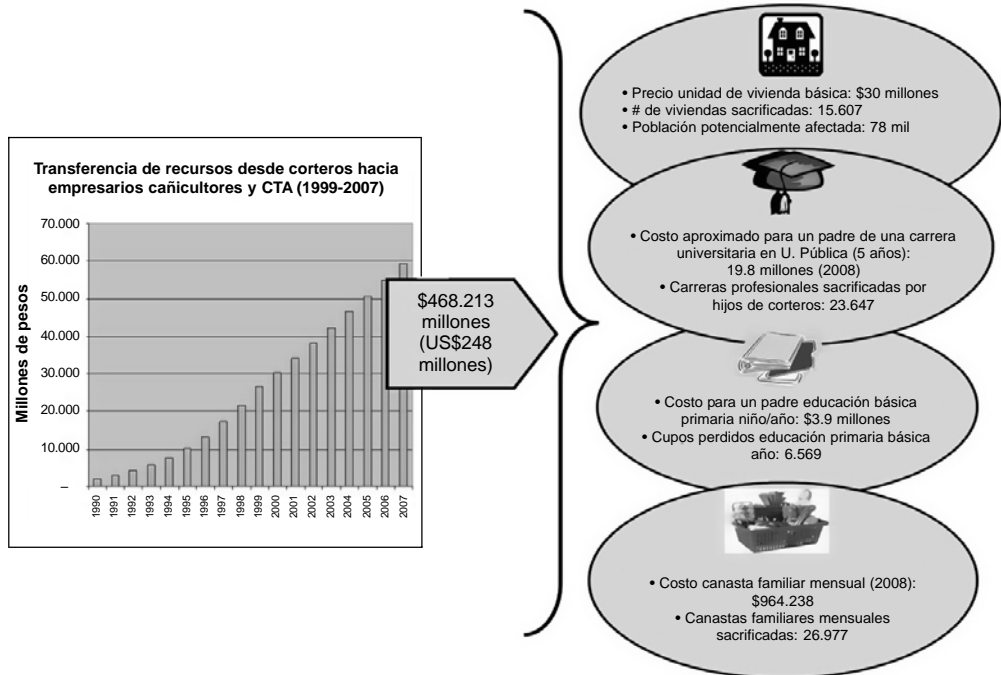 Transferencia de recursos desde corteros hacia
empresarios cañicultores y CTA (1999-2007)
Millones de pesos
70.000
60.000
50.000
40.000
30.000
20.000
10.000
–
1990
1991
1992
1993
1994
1995
1996
1997
1998
1999
2000
2001
2002
2003
2004
2005
2006
2007
$468.213
millones
(US$248
millones)
• Precio unidad de vivienda básica: $30 millones
• # de viviendas sacrificadas: 15.607
• Población potencialmente afectada: 78 mil
• Costo aproximado para un padre de una carrera
universitaria en U. Pública (5 años):
19.8 millones (2008)
• Carreras profesionales sacrificadas por
hijos de corteros: 23.647
• Costo para un padre educación básica
primaria niño/año: $3.9 millones
• Cupos perdidos educación primaria básica
año: 6.569
• Costo canasta familiar mensual (2008):
$964.238
• Canastas familiares mensuales
sacrificadas: 26.977